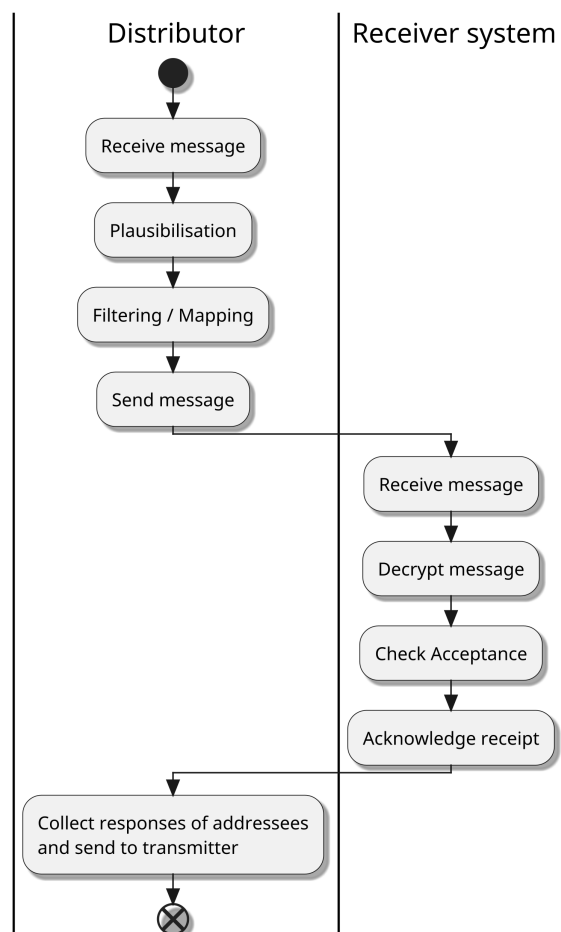 Distributor
Receiver system
Receive message
Plausibilisation
Filtering / Mapping
Send message
Receive message
Decrypt message
Check Acceptance
Acknowledge receipt
Collect responses of addressees
and send to transmitter